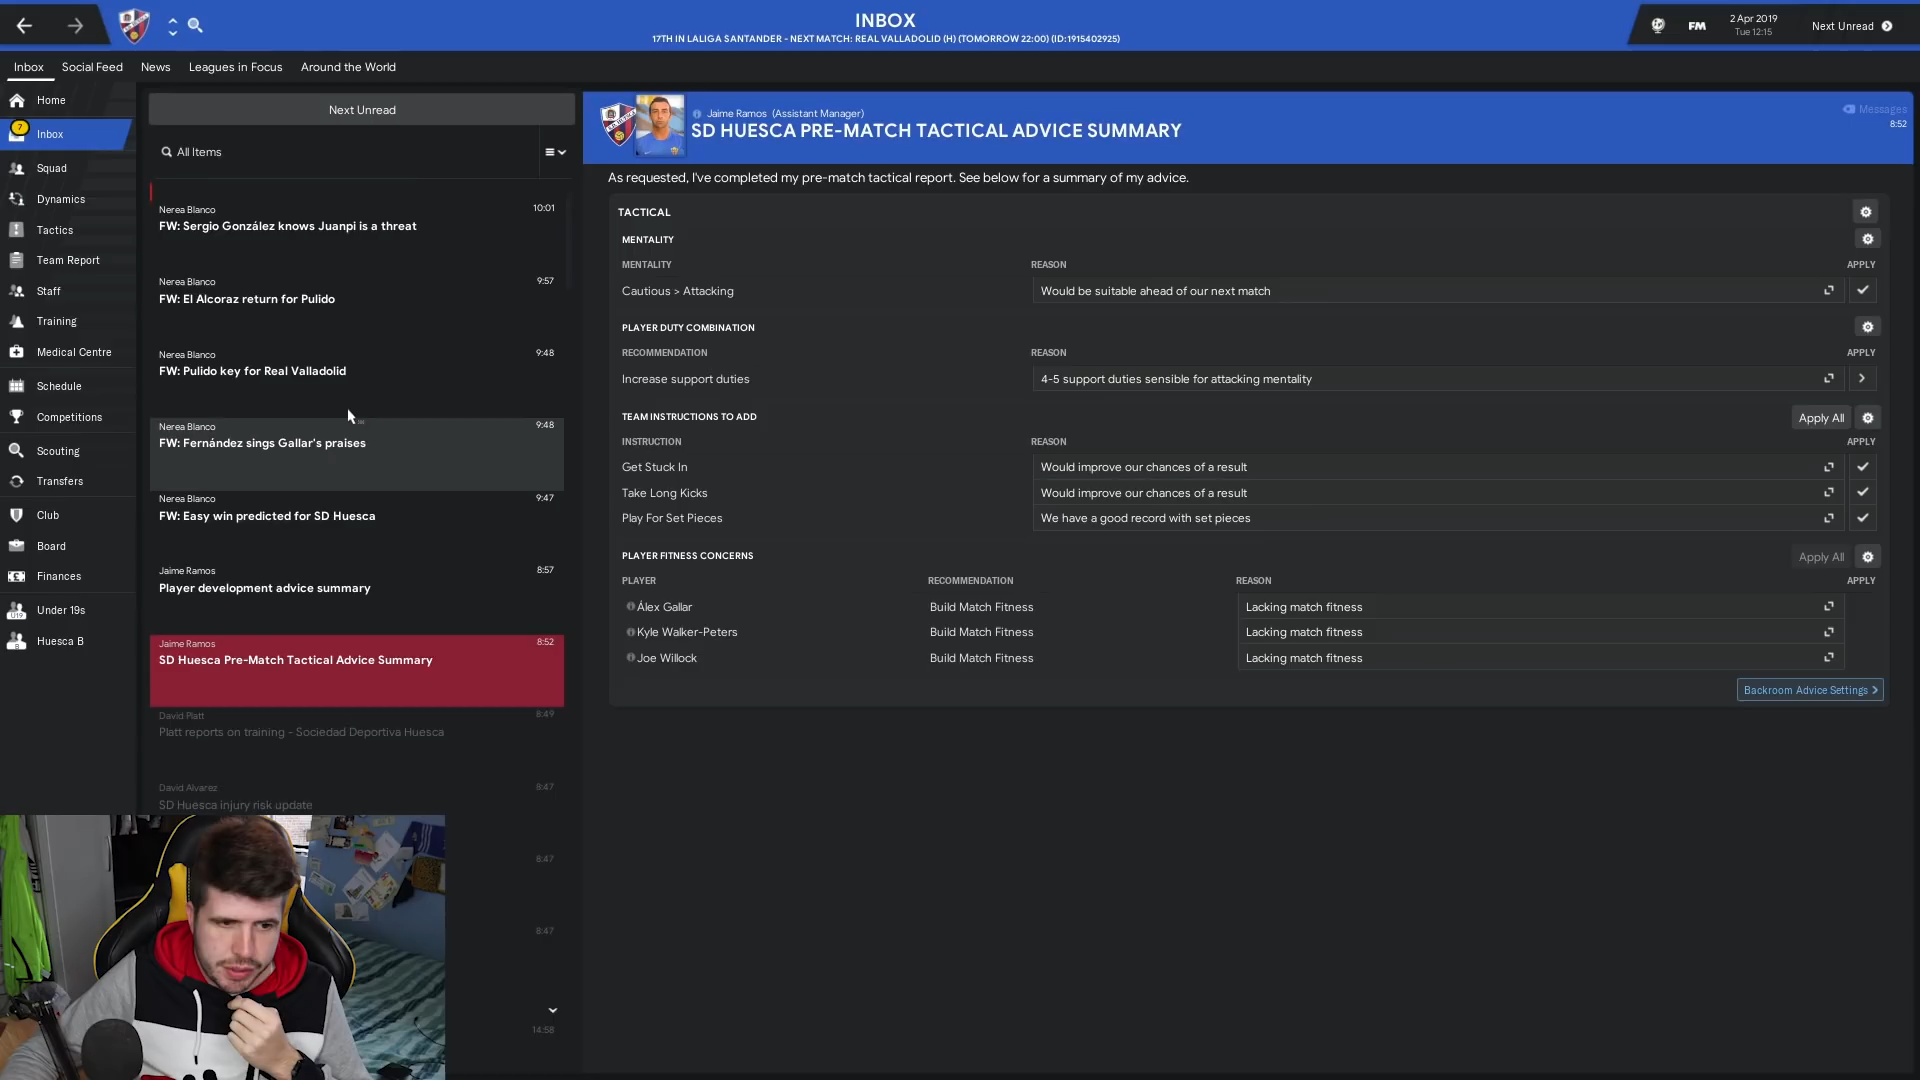 INBOX
17TH IN LALIGA SANTANDER - NEXT MATCH: REAL VALLADOLID (H) (TOMORROW 22:00) (ID:1915402925)
FM
2 Apr 2019
Tue 12:15
Next Unread
Inbox
Social Feed
News
Leagues in Focus
Around the World
Home
7
Inbox
Squad
Dynamics
Tactics
Team Report
Staff
Training
Medical Centre
Schedule
Competitions
Scouting
Transfers
Club
Board
Finances
Under 19s
Huesca B
Next Unread
All Items
Nerea Blanco 10:01
FW: Sergio González knows Juanpi is a threat
Nerea Blanco 9:57
FW: El Alcoraz return for Pulido
Nerea Blanco 9:48
FW: Pulido key for Real Valladolid
Nerea Blanco 9:48
FW: Fernández sings Gallar's praises
Nerea Blanco 9:47
FW: Easy win predicted for SD Huesca
Jaime Ramos 8:57
Player development advice summary
Jaime Ramos 8:52
SD Huesca Pre-Match Tactical Advice Summary
David Platt 8:49
Platt reports on training - Sociedad Deportiva Huesca
David Alvarez 8:47
SD Huesca injury risk update
8:47
8:47
14:58
Jaime Ramos (Assistant Manager)
SD HUESCA PRE-MATCH TACTICAL ADVICE SUMMARY
Messages
8:52
As requested, I've completed my pre-match tactical report. See below for a summary of my advice.
TACTICAL
MENTALITY
MENTALITY REASON APPLY
Cautious > Attacking Would be suitable ahead of our next match
PLAYER DUTY COMBINATION
RECOMMENDATION REASON APPLY
Increase support duties 4-5 support duties sensible for attacking mentality
TEAM INSTRUCTIONS TO ADD Apply All
INSTRUCTION REASON APPLY
Get Stuck In Would improve our chances of a result
Take Long Kicks Would improve our chances of a result
Play For Set Pieces We have a good record with set pieces
PLAYER FITNESS CONCERNS Apply All
PLAYER RECOMMENDATION REASON APPLY
Álex Gallar Build Match Fitness Lacking match fitness
Kyle Walker-Peters Build Match Fitness Lacking match fitness
Joe Willock Build Match Fitness Lacking match fitness
Backroom Advice Settings >